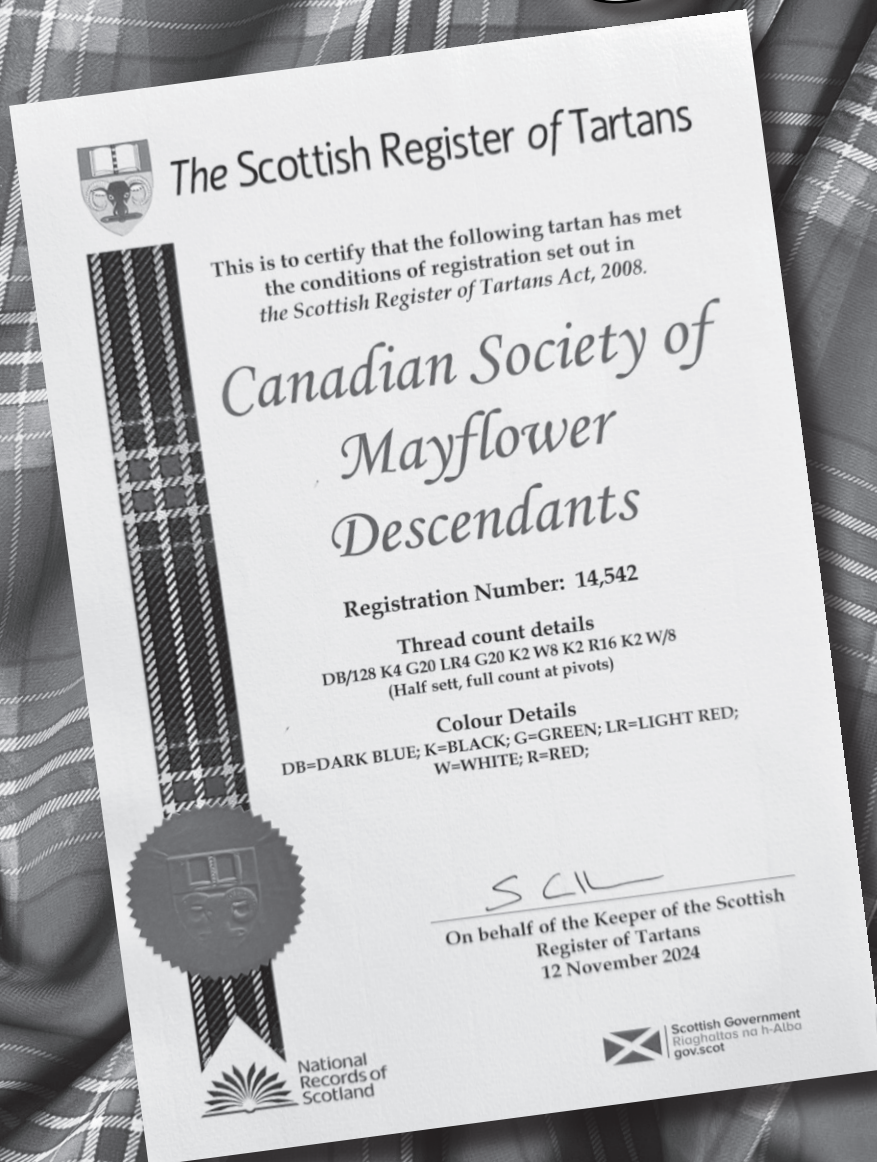 The Scottish Register of Tartans
This is to certify that the following tartan has met
the conditions of registration set out in
the Scottish Register of Tartans Act, 2008.
Canadian Society of
Mayflower
Descendants
Registration Number: 14,542
Thread count details
DB/128 K4 G20 LR4 G20 K2 W8 K2 R16 K2 W/8
(Half sett, full count at pivots)
Colour Details
DB=DARK BLUE; K=BLACK; G=GREEN; LR=LIGHT RED;
W=WHITE; R=RED;
On behalf of the Keeper of the Scottish
Register of Tartans
12 November 2024
National
Records of
Scotland
Scottish Government
Riaghaltas na h-Alba
gov.scot